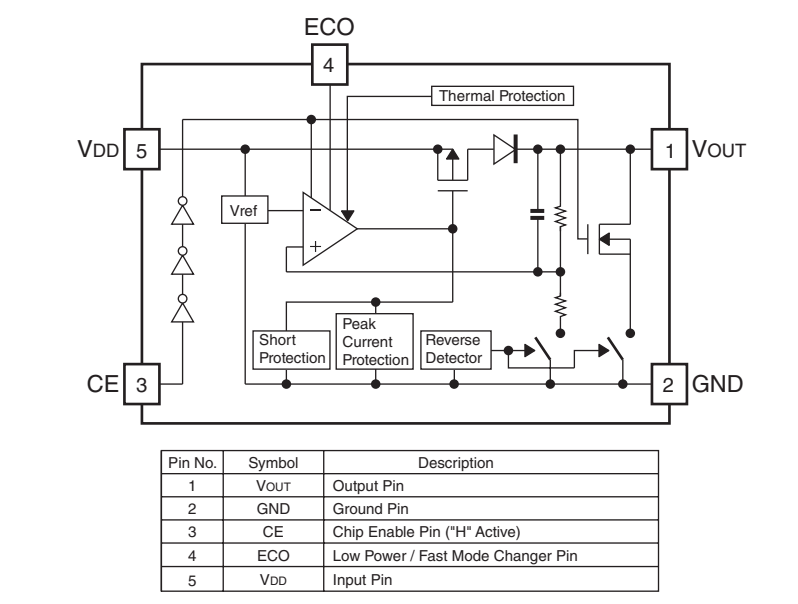 ECO
4
Thermal Protection
VDD 5
1 VOUT
Vref
−
+
Short
Protection
Peak
Current
Protection
Reverse
Detector
CE 3
2 GND
Pin No. Symbol Description
1 VOUT Output Pin
2 GND Ground Pin
3 CE Chip Enable Pin ("H" Active)
4 ECO Low Power / Fast Mode Changer Pin
5 VDD Input Pin